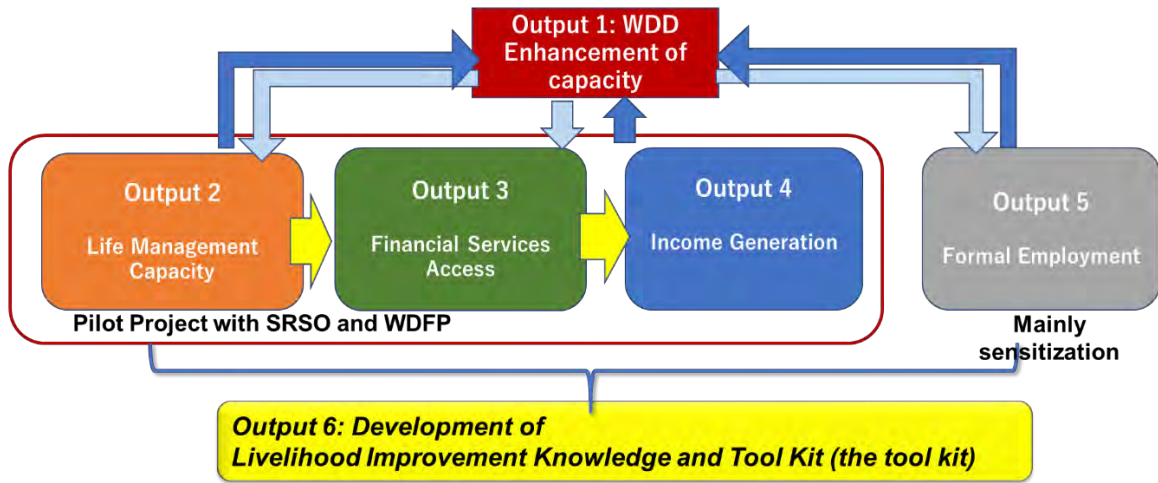 Output 1: WDD
Enhancement of
capacity
Output 2
Life Management
Capacity
Output 3
Financial Services
Access
Output 4
Income Generation
Output 5
Formal Employment
Pilot Project with SRSO and WDFP
Mainly
sensitization
Output 6: Development of
Livelihood Improvement Knowledge and Tool Kit (the tool kit)